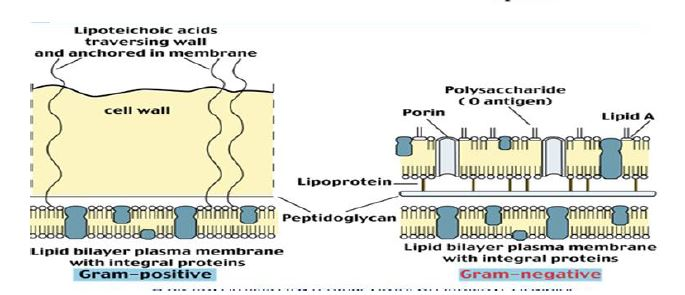 Lipoteichoic acids
traversing wall
and anchored in membrane
cell wall
Polysaccharide
( O antigen)
Porin
Lipid A
Lipoprotein
Peptidoglycan
Lipid bilayer plasma membrane
with integral proteins
Gram-positive
Lipid bilayer plasma membrane
with integral proteins
Gram-negative